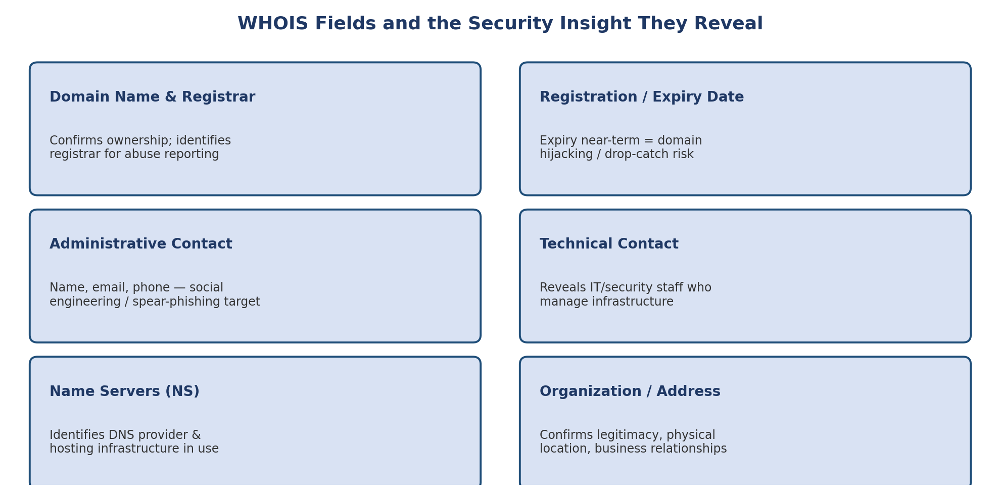 WHOIS Fields and the Security Insight They Reveal
Domain Name & Registrar
Confirms ownership; identifies
registrar for abuse reporting
Registration / Expiry Date
Expiry near-term = domain
hijacking / drop-catch risk
Administrative Contact
Name, email, phone — social
engineering / spear-phishing target
Technical Contact
Reveals IT/security staff who
manage infrastructure
Name Servers (NS)
Identifies DNS provider &
hosting infrastructure in use
Organization / Address
Confirms legitimacy, physical
location, business relationships